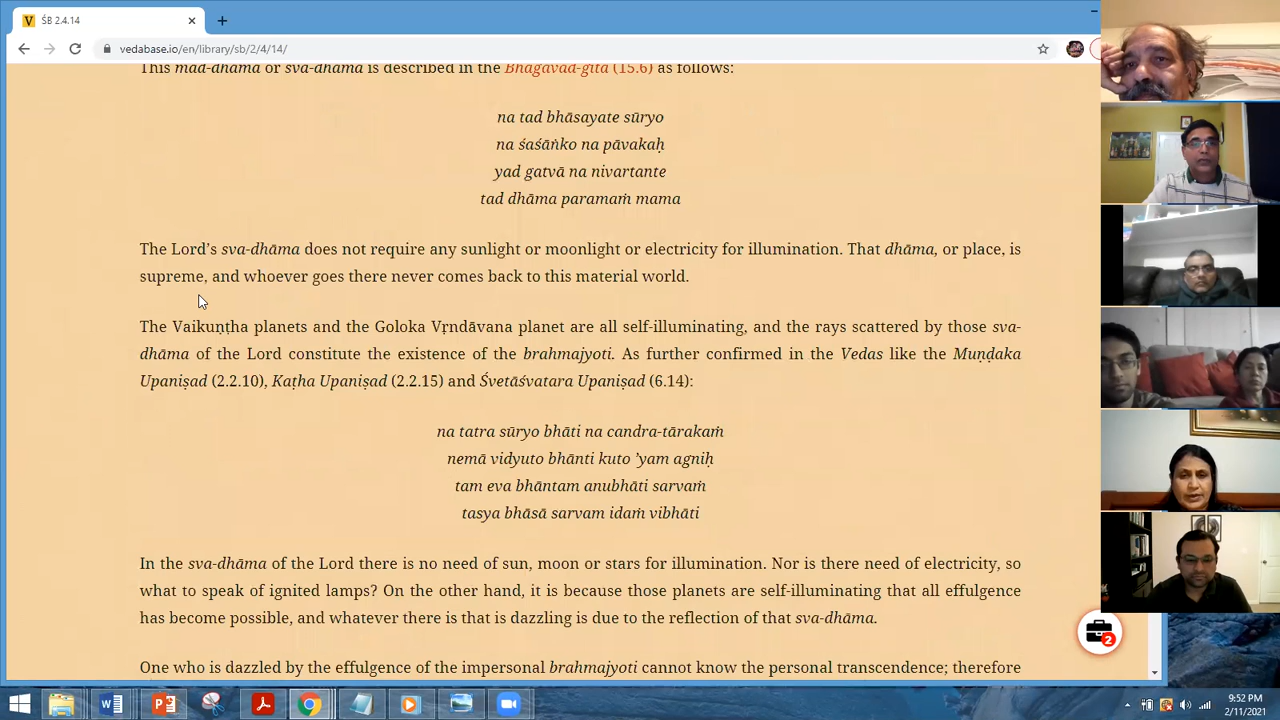 ŚB 2.4.14
vedabase.io/en/library/sb/2/4/14/
This mad-dhāma or sva-dhāma is described in the Bhagavad-gītā (15.6) as follows:
na tad bhāsayate sūryo
na śaśāṅko na pāvakaḥ
yad gatvā na nivartante
tad dhāma paramaṁ mama
The Lord’s sva-dhāma does not require any sunlight or moonlight or electricity for illumination. That dhāma, or place, is
supreme, and whoever goes there never comes back to this material world.
The Vaikuṇṭha planets and the Goloka Vṛndāvana planet are all self-illuminating, and the rays scattered by those sva-
dhāma of the Lord constitute the existence of the brahmajyoti. As further confirmed in the Vedas like the Muṇḍaka
Upaniṣad (2.2.10), Kaṭha Upaniṣad (2.2.15) and Śvetāśvatara Upaniṣad (6.14):
na tatra sūryo bhāti na candra-tārakaṁ
nemā vidyuto bhānti kuto ’yam agniḥ
tam eva bhāntam anubhāti sarvaṁ
tasya bhāsā sarvam idaṁ vibhāti
In the sva-dhāma of the Lord there is no need of sun, moon or stars for illumination. Nor is there need of electricity, so
what to speak of ignited lamps? On the other hand, it is because those planets are self-illuminating that all effulgence
has become possible, and whatever there is that is dazzling is due to the reflection of that sva-dhāma.
2
One who is dazzled by the effulgence of the impersonal brahmajyoti cannot know the personal transcendence; therefore
9:52 PM
2/11/2021